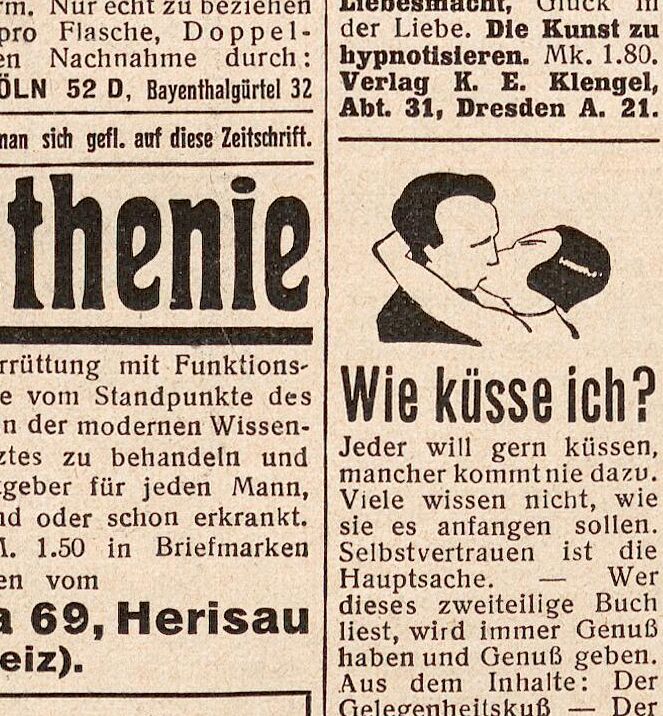 rm. Nur echt zu beziehen
pro Flasche, Doppel-
en Nachnahme durch:
ÖLN 52 D, Bayenthalgürtel 32
man sich gefl. auf diese Zeitschrift.
thenie
rrüttung mit Funktions-
e vom Standpunkte des
n der modernen Wissen-
ztes zu behandeln und
tgeber für jeden Mann,
nd oder schon erkrankt.
M. 1.50 in Briefmarken
en vom
a 69, Herisau
eiz).
Liebesmacht, Glück in
der Liebe. Die Kunst zu
hypnotisieren. Mk. 1.80.
Verlag K. E. Klengel,
Abt. 31, Dresden A. 21.
Wie küsse ich?
Jeder will gern küssen,
mancher kommt nie dazu.
Viele wissen nicht, wie
sie es anfangen sollen.
Selbstvertrauen ist die
Hauptsache. — Wer
dieses zweiteilige Buch
liest, wird immer Genuß
haben und Genuß geben.
Aus dem Inhalte: Der
Gelegenheitskuß — Der